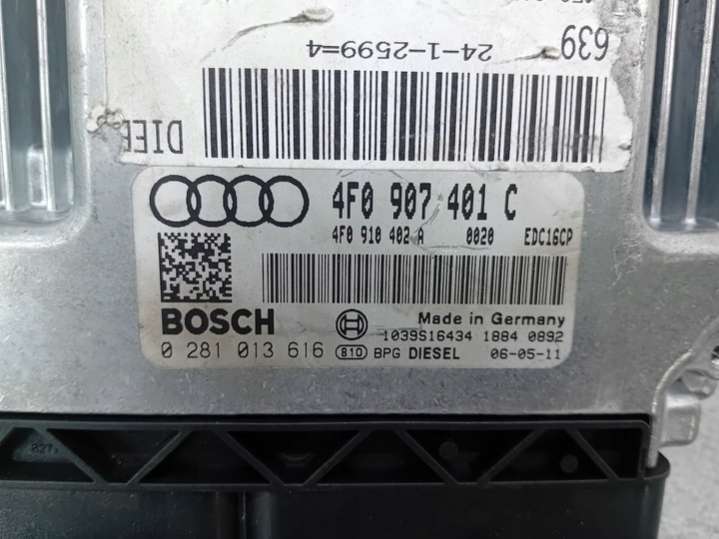 639
24-1-2599=4
DIE
4F0 907 401 C
4F0 910 402 A 0020 EDC16CP
BOSCH
Made in Germany
1039S16434 1884 0892
0 281 013 616 810 BPG DIESEL 06-05-11